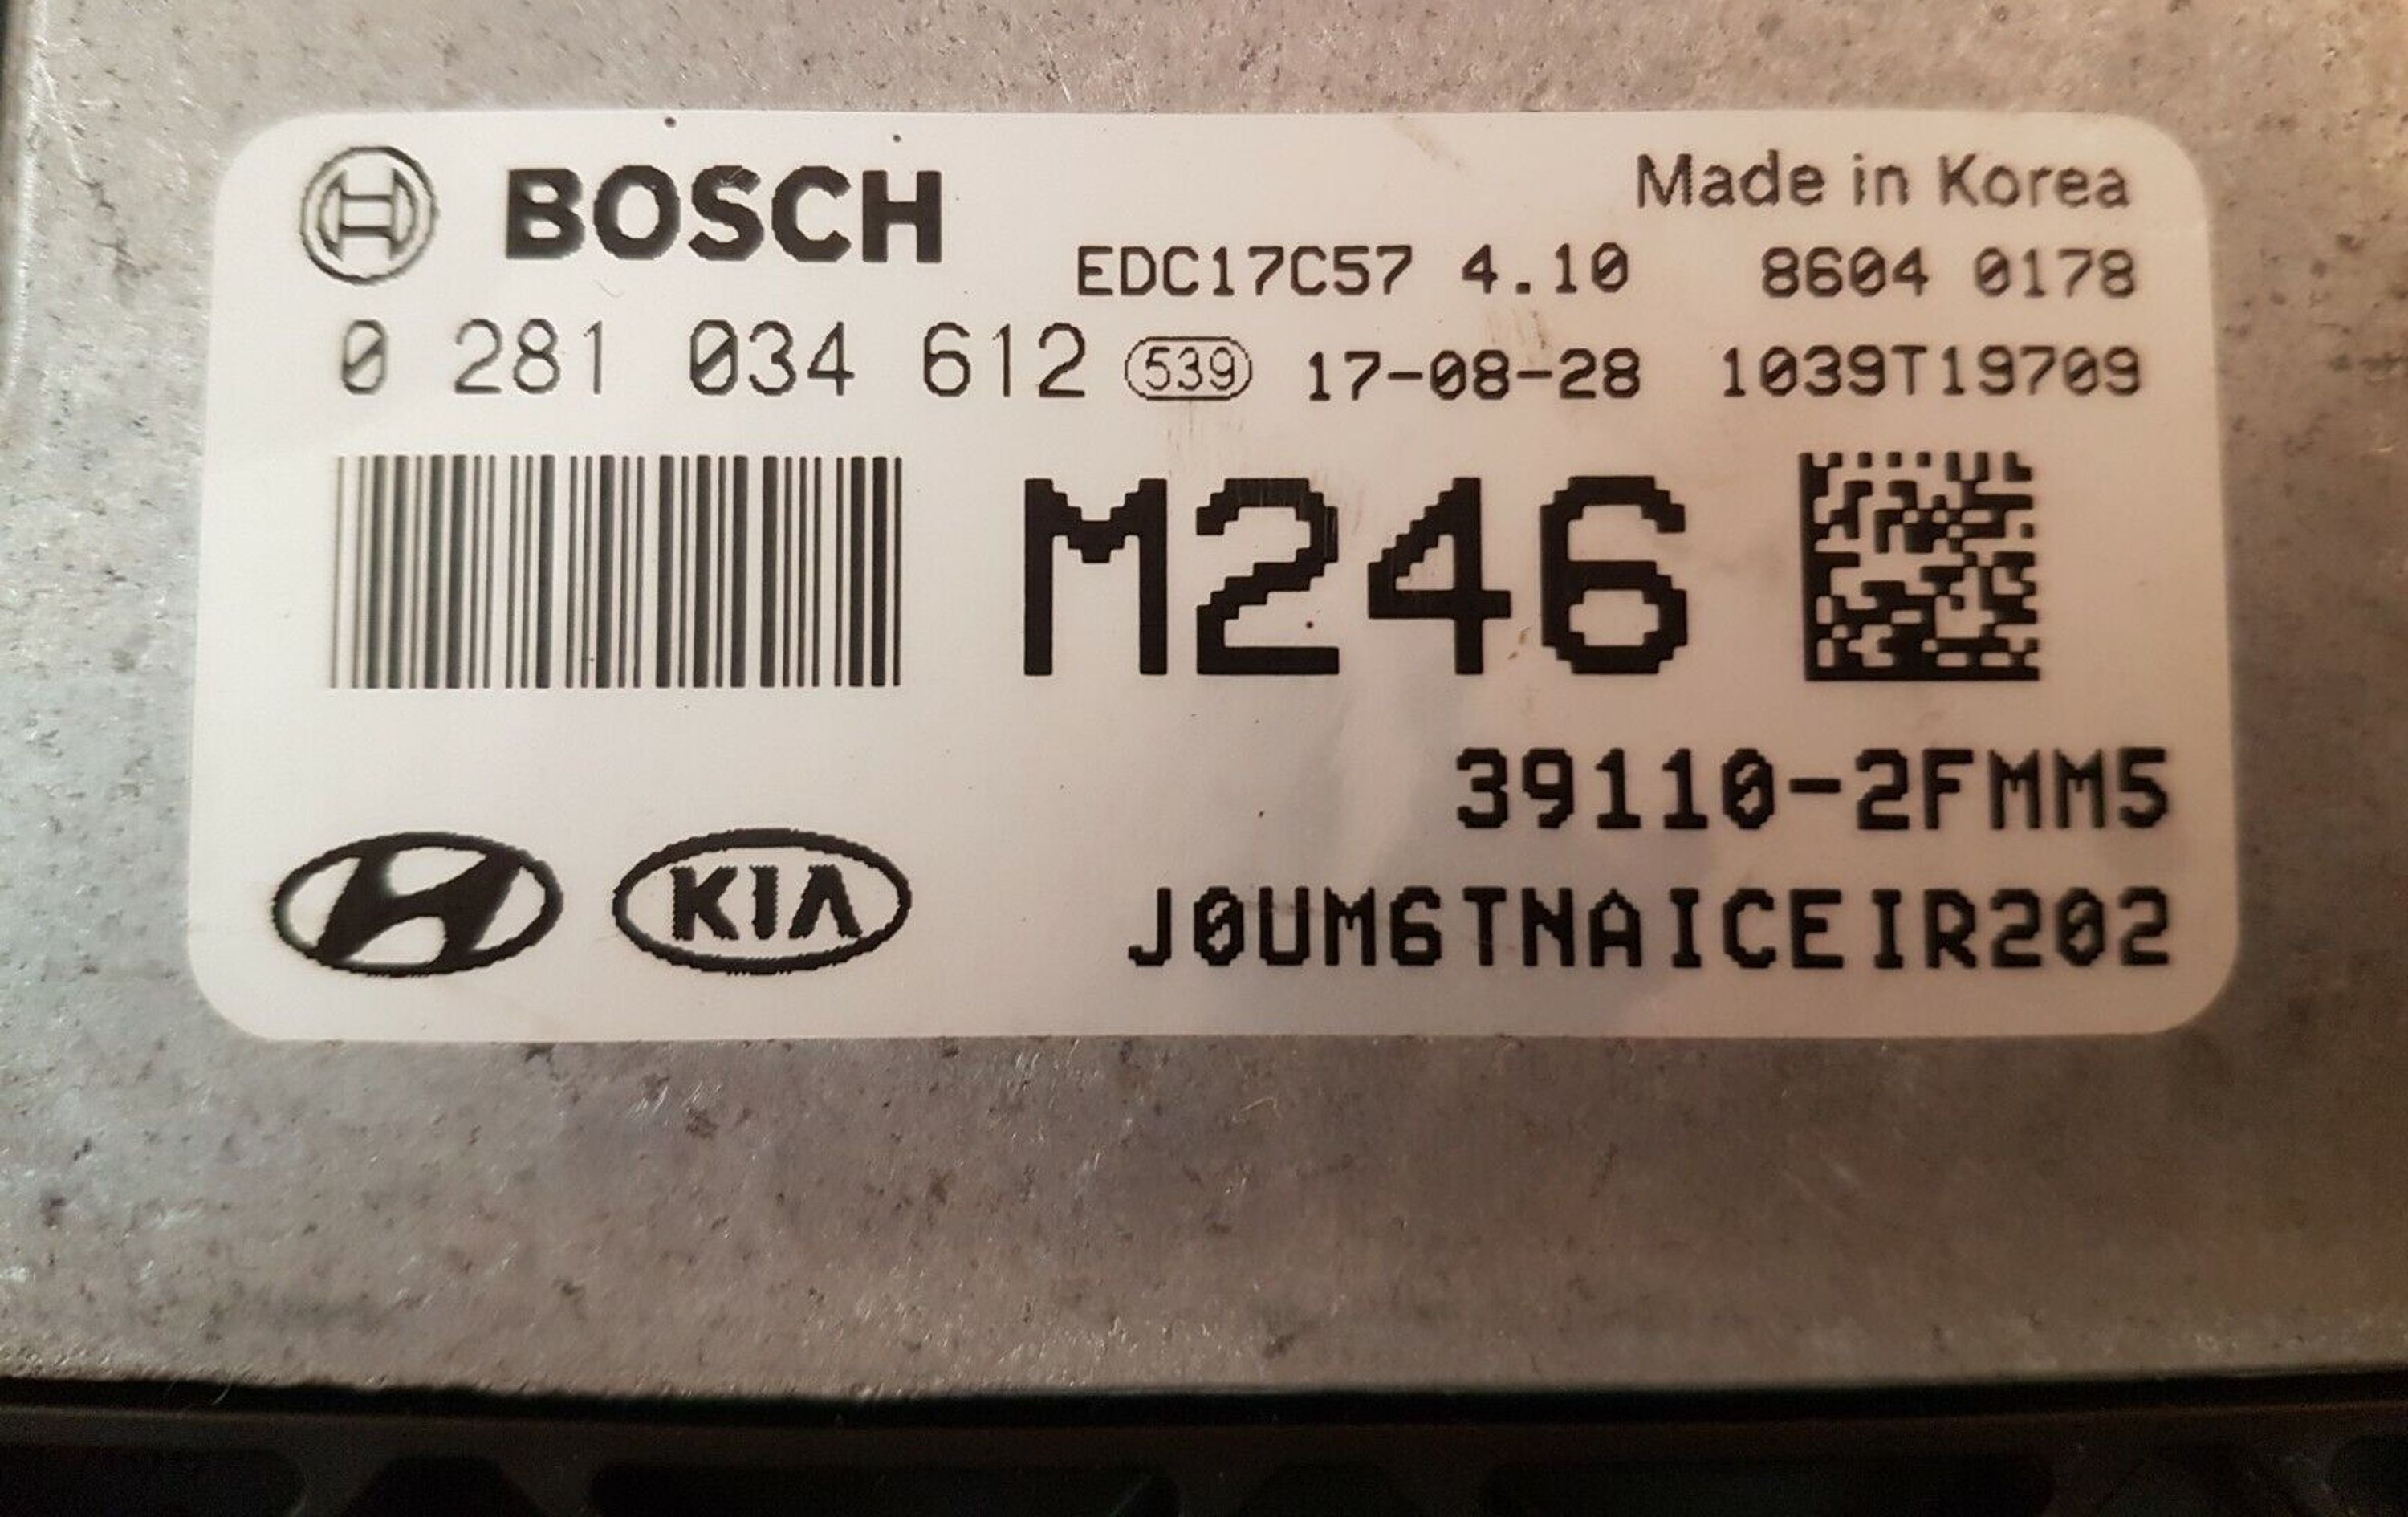 BOSCH
Made in Korea
EDC17C57 4.10 8604 0178
0 281 034 612 539 17-08-28 1039T19709
M246
39110-2FMM5
KIA
J0UM6TNAICEIR202